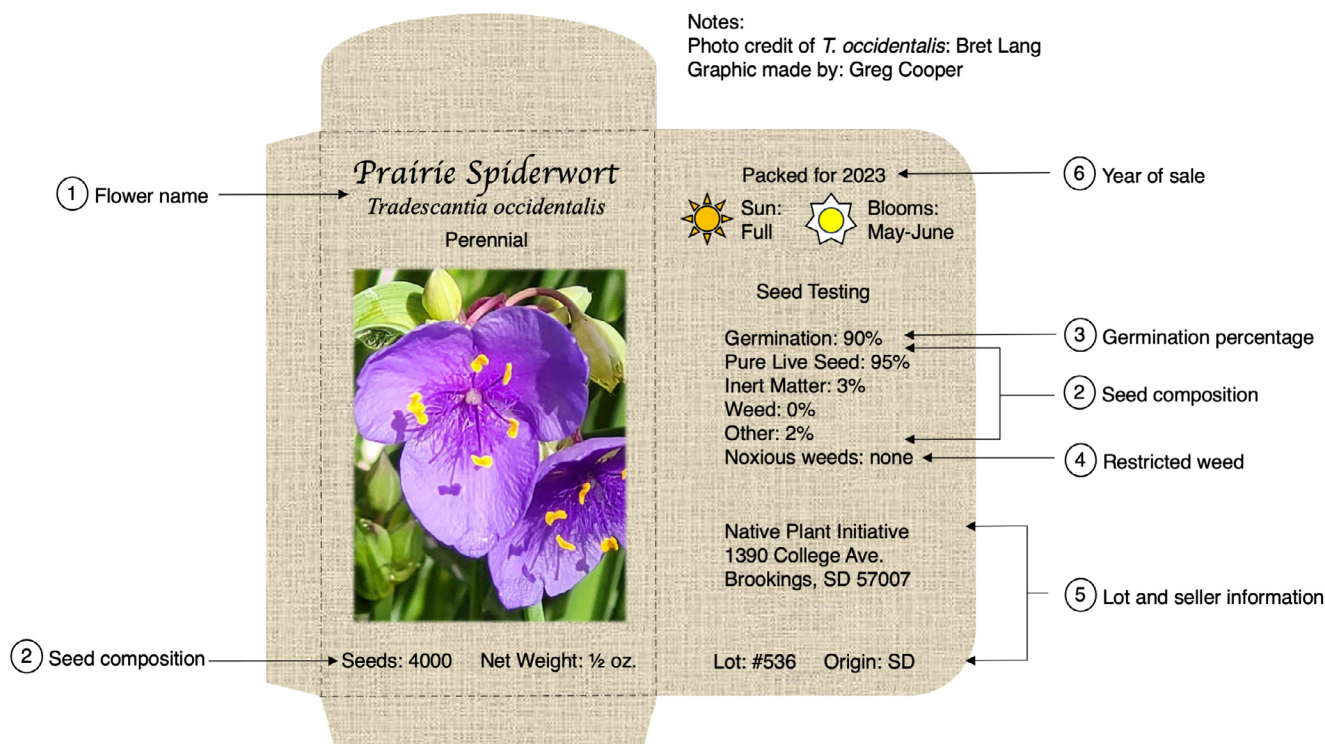 Notes:
Photo credit of T. occidentalis: Bret Lang
Graphic made by: Greg Cooper
1 Flower name
Prairie Spiderwort
Tradescantia occidentalis
Perennial
2 Seed composition
Seeds: 4000 Net Weight: ½ oz.
Packed for 2023
6 Year of sale
Sun:
Full
Blooms:
May-June
Seed Testing
Germination: 90%
3 Germination percentage
Pure Live Seed: 95%
Inert Matter: 3%
2 Seed composition
Weed: 0%
Other: 2%
Noxious weeds: none
4 Restricted weed
Native Plant Initiative
1390 College Ave.
Brookings, SD 57007
5 Lot and seller information
Lot: #536 Origin: SD